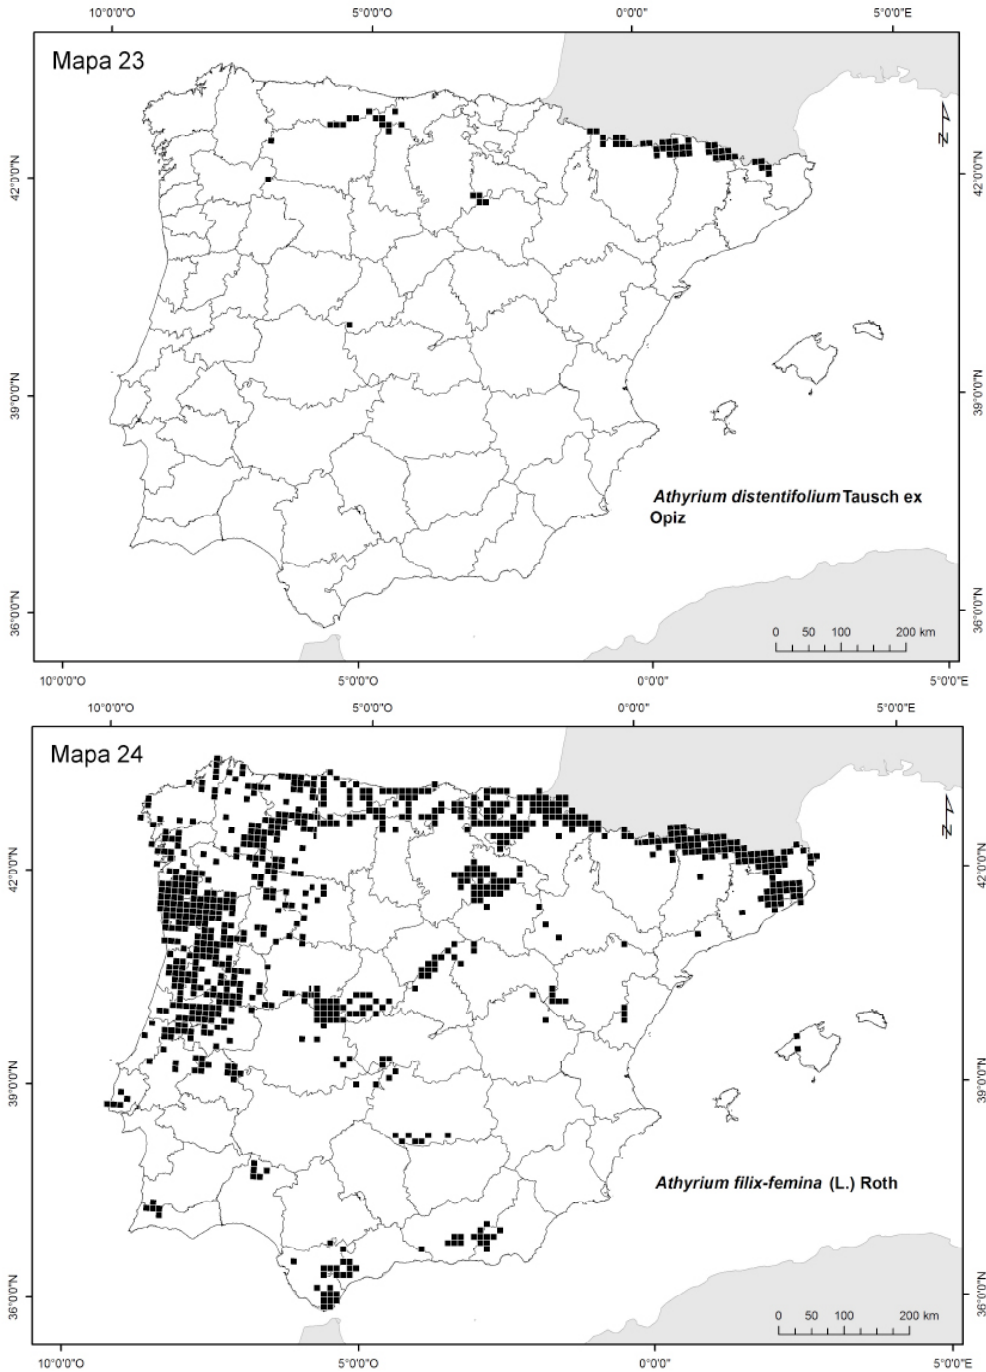 10°0'0"O 5°0'0"O 0°0'0" 5°0'0"E
Mapa 23
N
42°0'0"N 42°0'0"N
39°0'0"N 39°0'0"N
Athyrium distentifolium Tausch ex
Opiz
36°0'0"N 36°0'0"N
0 50 100 200 km
10°0'0"O 5°0'0"O 0°0'0" 5°0'0"E
10°0'0"O 5°0'0"O 0°0'0" 5°0'0"E
Mapa 24
N
42°0'0"N 42°0'0"N
39°0'0"N 39°0'0"N
Athyrium filix-femina (L.) Roth
36°0'0"N 36°0'0"N
0 50 100 200 km
10°0'0"O 5°0'0"O 0°0'0" 5°0'0"E